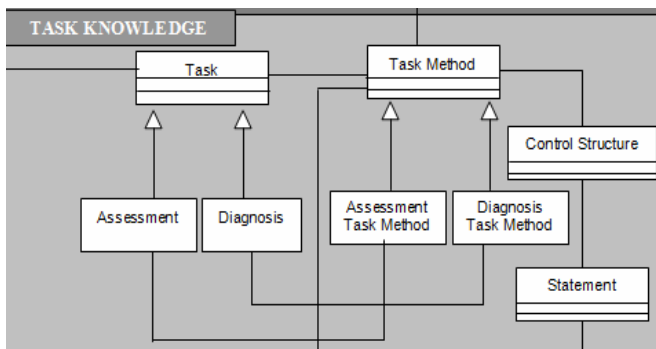 TASK KNOWLEDGE
Task
Task Method
Control Structure
Assessment
Diagnosis
Assessment
Task Method
Diagnosis
Task Method
Statement